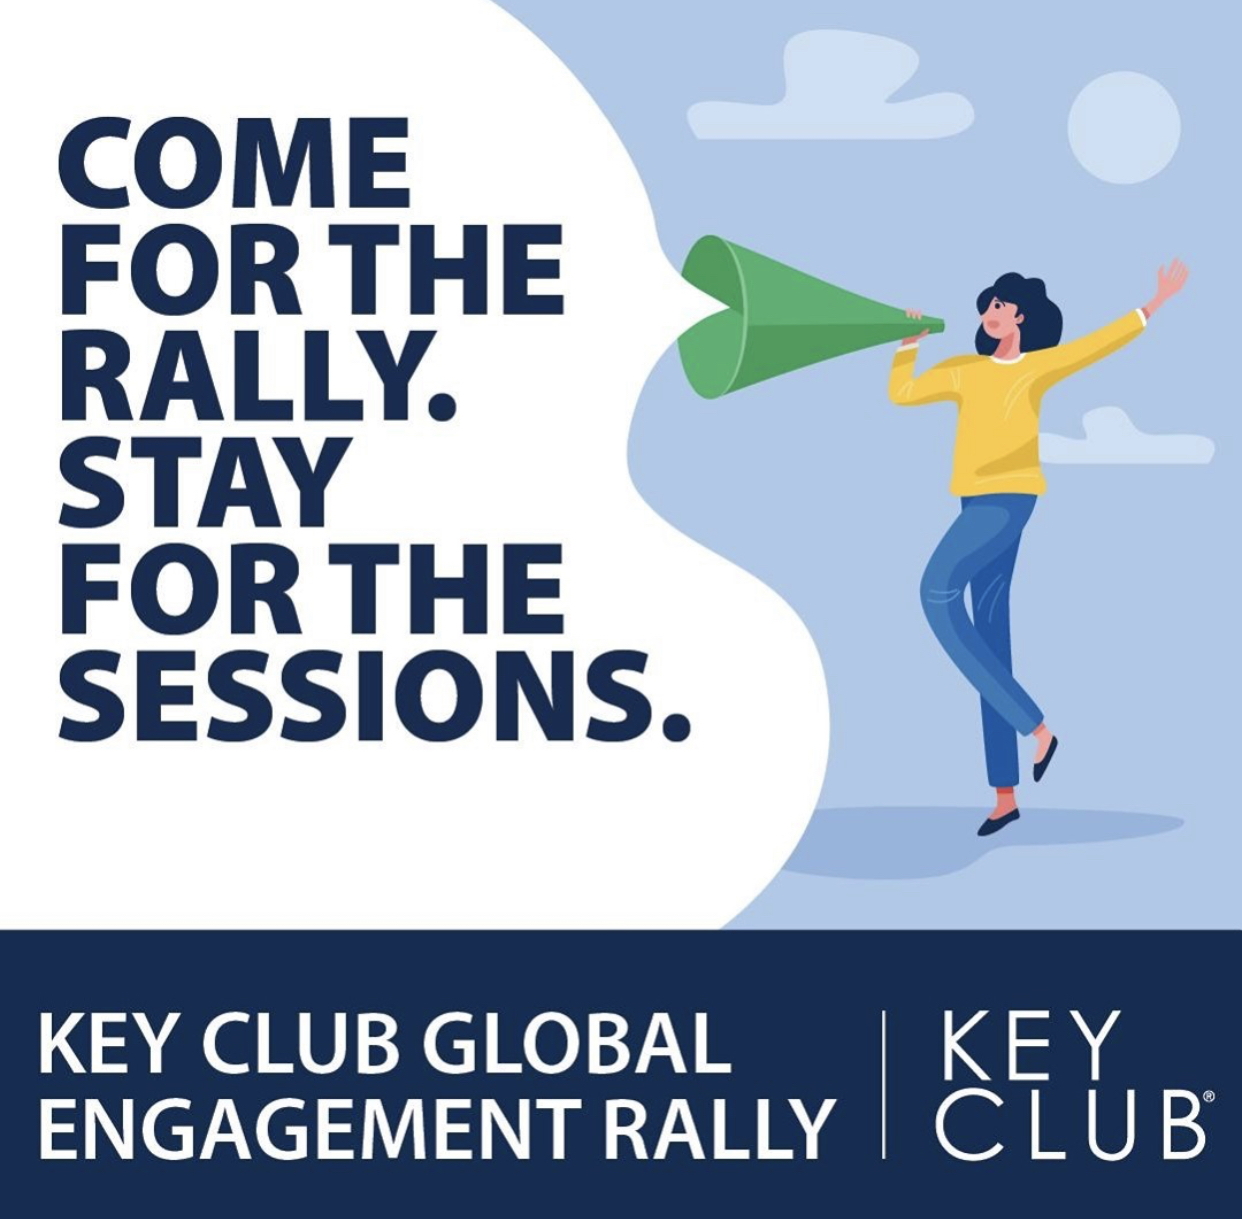 COME
FOR THE
RALLY.
STAY
FOR THE
SESSIONS.
KEY CLUB GLOBAL
ENGAGEMENT RALLY
KEY
CLUB®